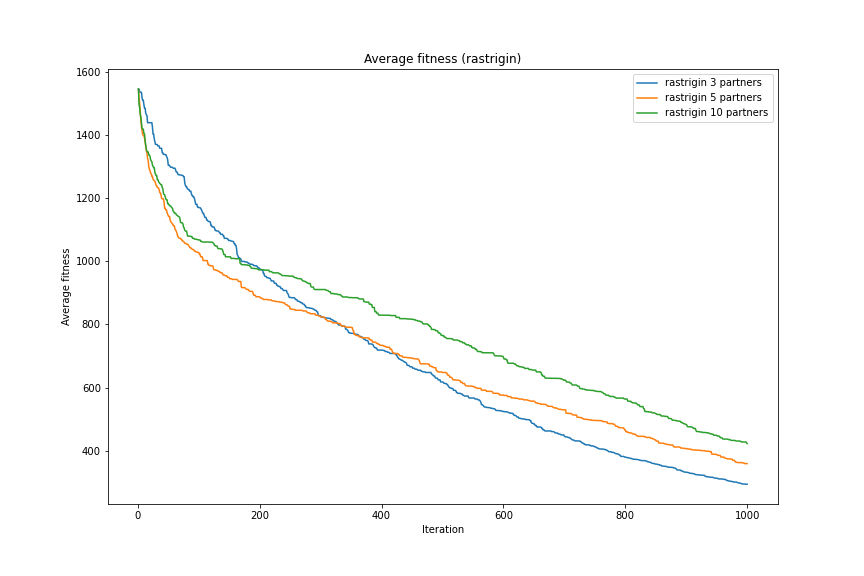 Average fitness (rastrigin)
1600
1400
1200
1000
800
600
400
Average fitness
rastrigin 3 partners
rastrigin 5 partners
rastrigin 10 partners
0
200
400
600
800
1000
Iteration